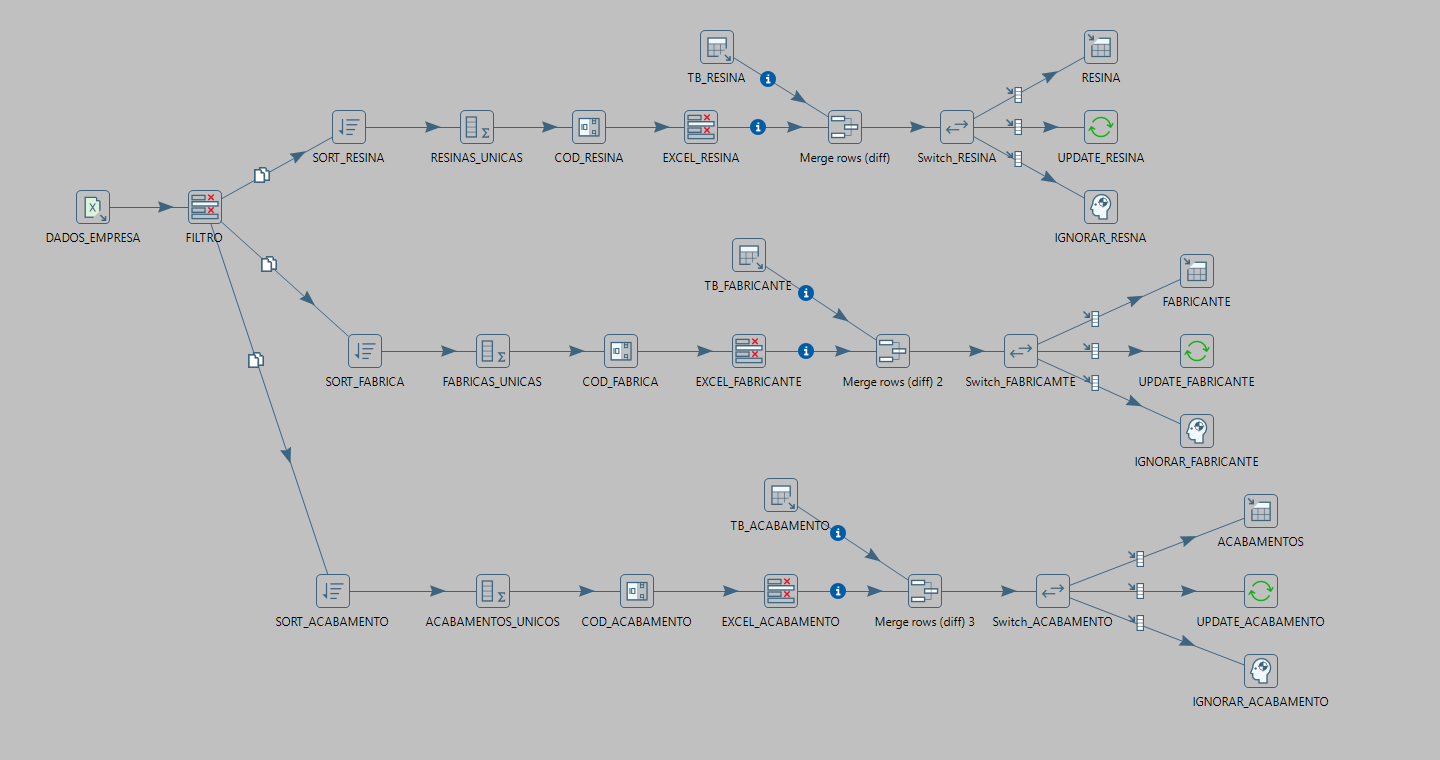 TB_RESINA
RESINA
SORT_RESINA
RESINAS_UNICAS
COD_RESINA
EXCEL_RESINA
Merge rows (diff)
Switch_RESINA
UPDATE_RESINA
DADOS_EMPRESA
FILTRO
IGNORAR_RESNA
TB_FABRICANTE
FABRICANTE
SORT_FABRICA
FABRICAS_UNICAS
COD_FABRICA
EXCEL_FABRICANTE
Merge rows (diff) 2
Switch_FABRICAMTE
UPDATE_FABRICANTE
IGNORAR_FABRICANTE
TB_ACABAMENTO
ACABAMENTOS
SORT_ACABAMENTO
ACABAMENTOS_UNICOS
COD_ACABAMENTO
EXCEL_ACABAMENTO
Merge rows (diff) 3
Switch_ACABAMENTO
UPDATE_ACABAMENTO
IGNORAR_ACABAMENTO